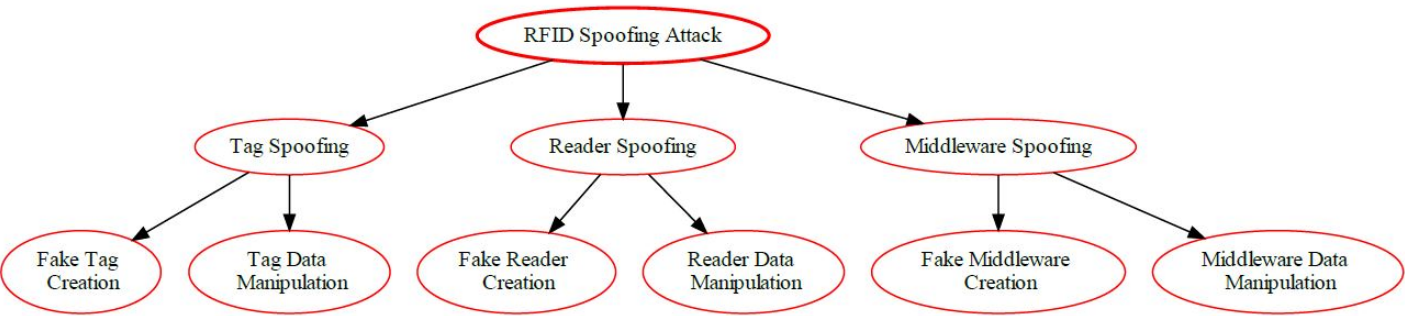 RFID Spoofing Attack
Tag Spoofing
Reader Spoofing
Middleware Spoofing
Fake Tag
Creation
Tag Data
Manipulation
Fake Reader
Creation
Reader Data
Manipulation
Fake Middleware
Creation
Middleware Data
Manipulation